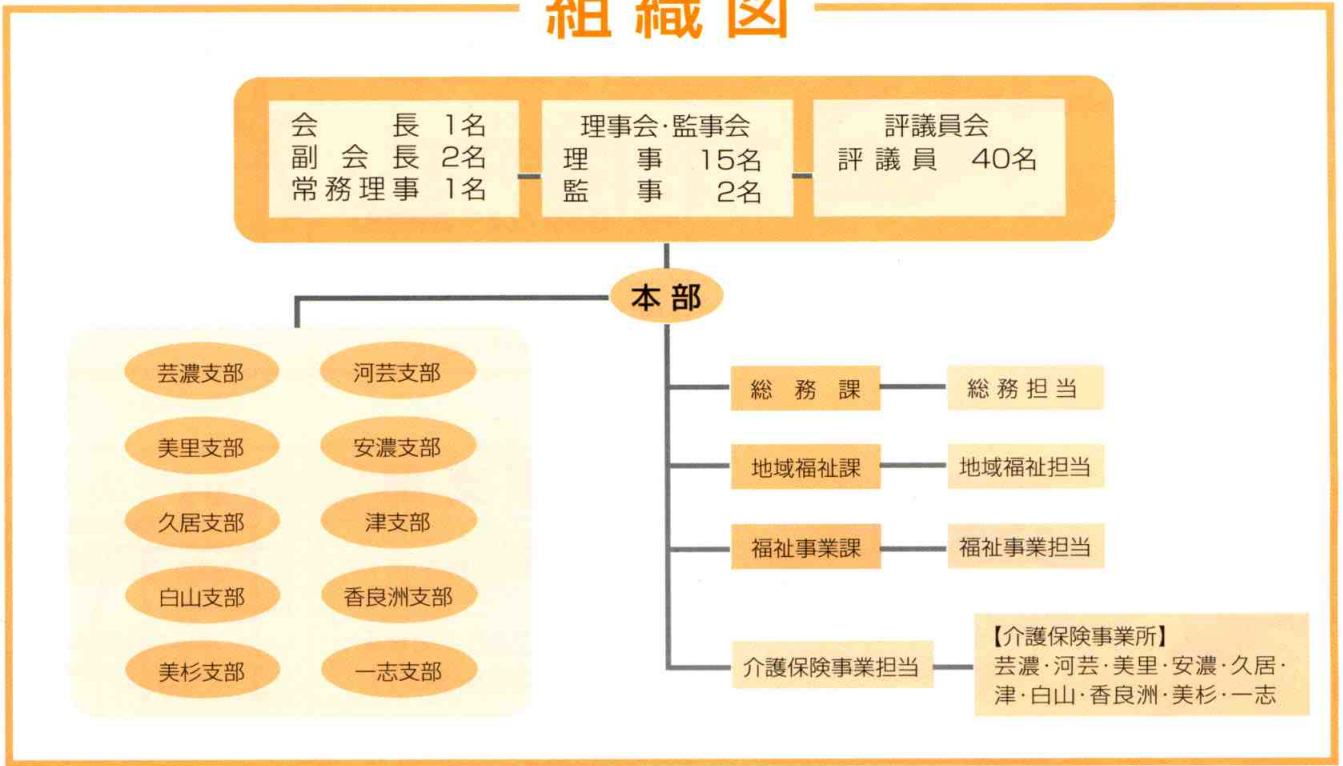 組織図
会長 1名
副会長 2名
常務理事 1名
理事会・監事会
理事 15名
監事 2名
評議員会
評議員 40名
本部
芸濃支部
河芸支部
美里支部
安濃支部
久居支部
津支部
白山支部
香良洲支部
美杉支部
一志支部
総務課
総務担当
地域福祉課
地域福祉担当
福祉事業課
福祉事業担当
介護保険事業担当
【介護保険事業所】
芸濃・河芸・美里・安濃・久居・
津・白山・香良洲・美杉・一志